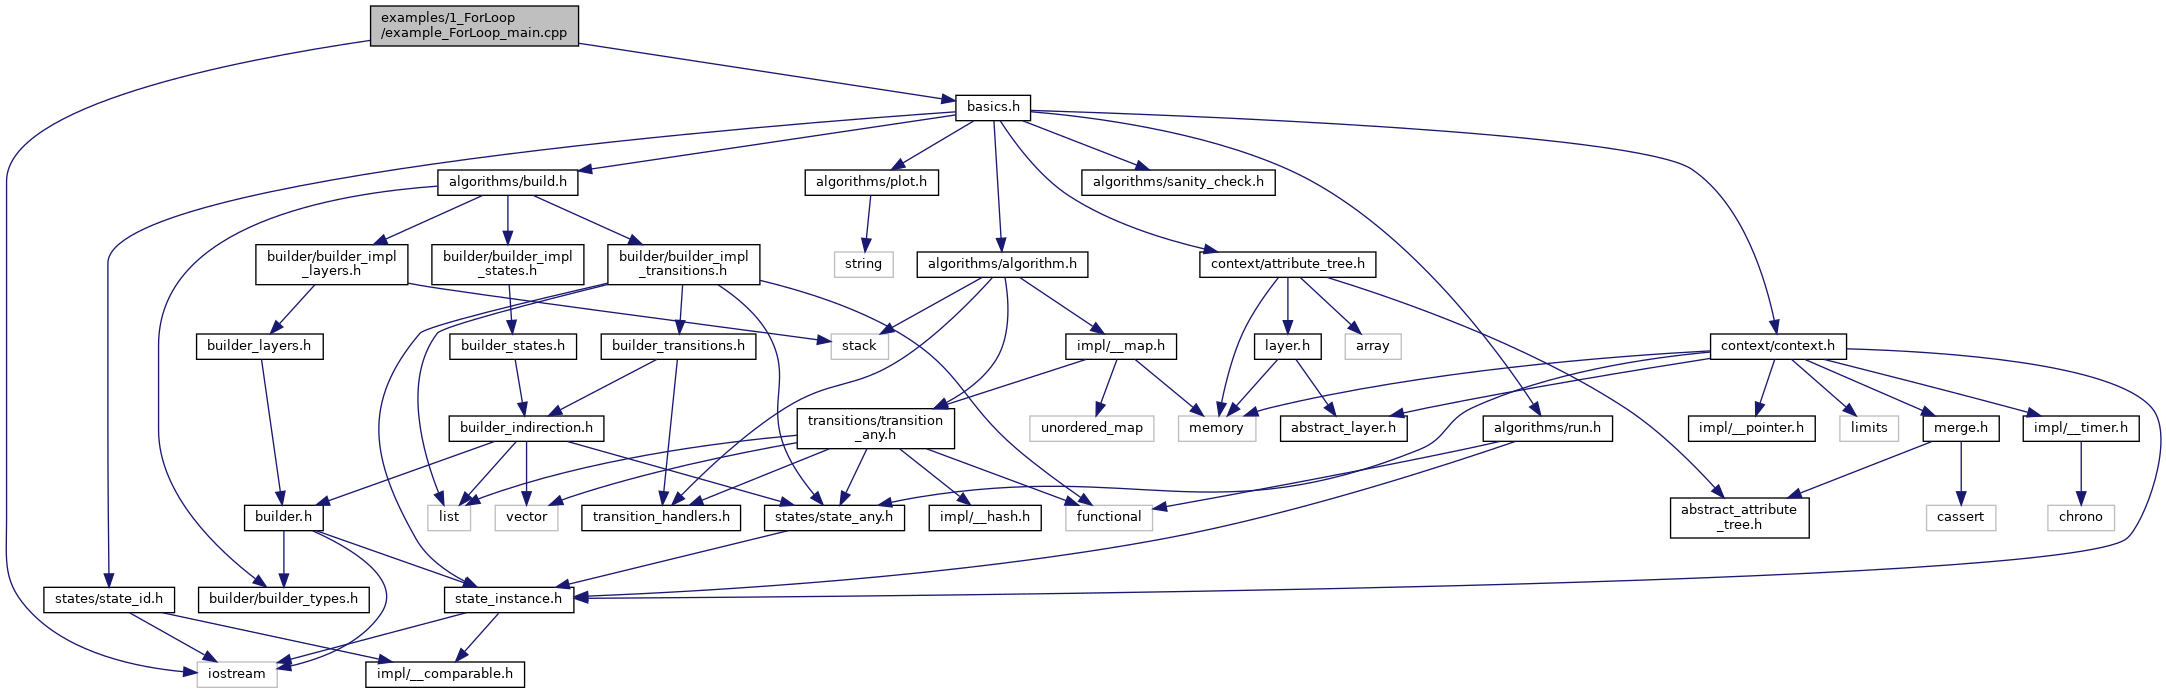 examples/1_ForLoop
/example_ForLoop_main.cpp
basics.h
algorithms/build.h
algorithms/plot.h
algorithms/sanity_check.h
builder/builder_impl
_layers.h
builder/builder_impl
_states.h
builder/builder_impl
_transitions.h
string
algorithms/algorithm.h
context/attribute_tree.h
builder_layers.h
builder_states.h
builder_transitions.h
stack
impl/__map.h
layer.h
array
context/context.h
builder_indirection.h
transitions/transition
_any.h
unordered_map
memory
abstract_layer.h
algorithms/run.h
impl/__pointer.h
limits
merge.h
impl/__timer.h
builder.h
list
vector
transition_handlers.h
states/state_any.h
impl/__hash.h
functional
abstract_attribute
_tree.h
cassert
chrono
states/state_id.h
builder/builder_types.h
state_instance.h
iostream
impl/__comparable.h